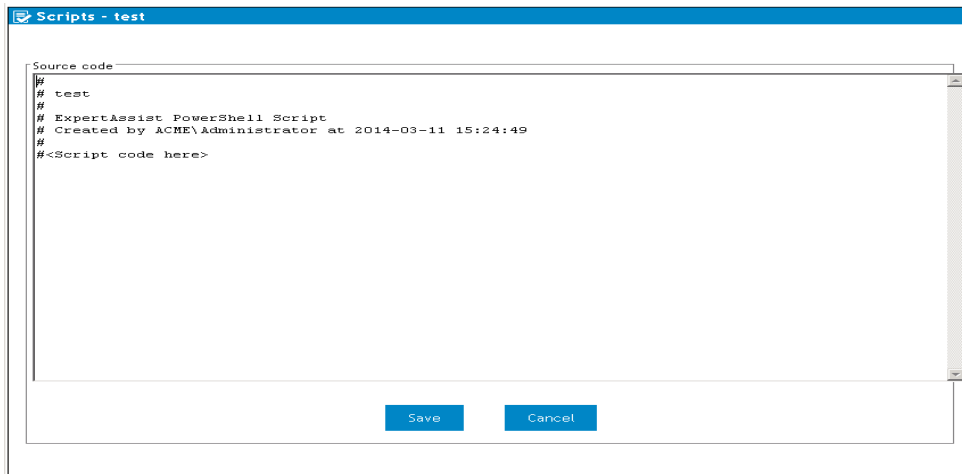 Scripts - test
Source code
#
# test
#
# ExpertAssist PowerShell Script
# Created by ACME\Administrator at 2014-03-11 15:24:49
#
#<Script code here>
Save Cancel